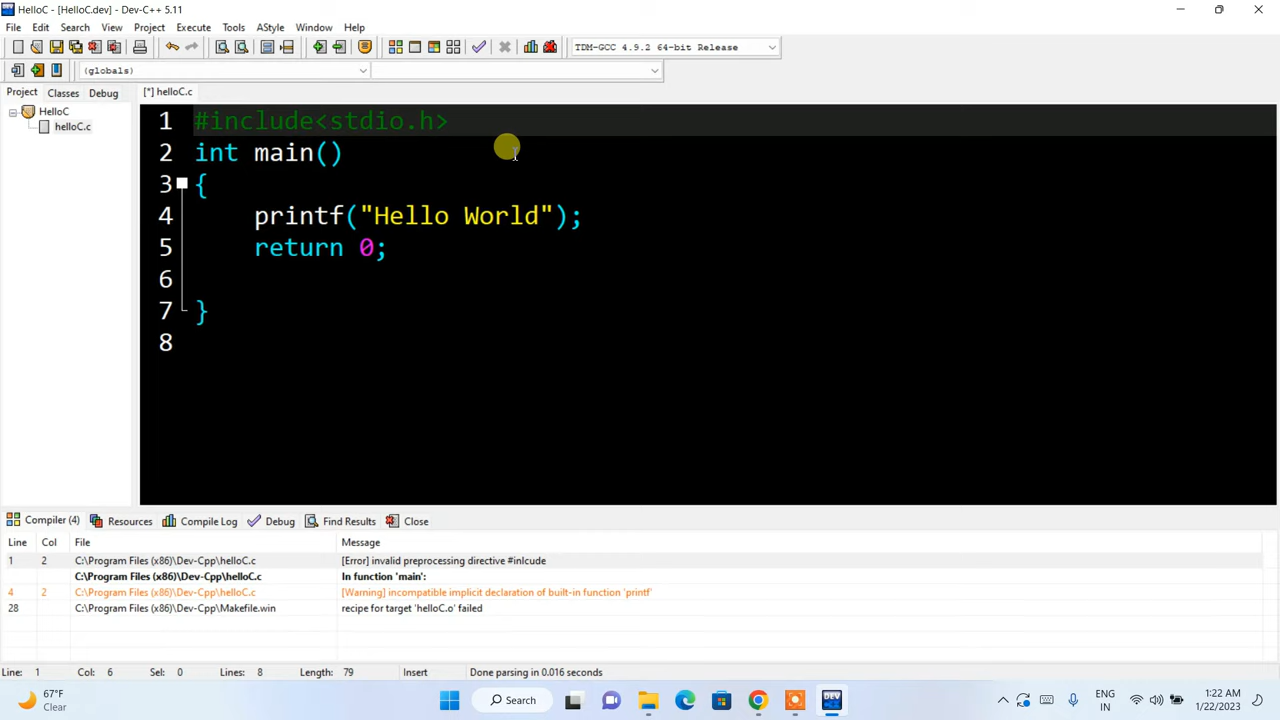 HelloC - [HelloC.dev] - Dev-C++ 5.11
File Edit Search View Project Execute Tools AStyle Window Help
TDM-GCC 4.9.2 64-bit Release
(globals)
Project Classes Debug [*] helloC.c
HelloC
helloC.c
1 #include<stdio.h>
2 int main()
3 {
4 printf("Hello World");
5 return 0;
6
7 }
8
Compiler (4) Resources Compile Log Debug Find Results Close
Line Col File Message
1 2 C:\Program Files (x86)\Dev-Cpp\helloC.c [Error] invalid preprocessing directive #inlcude
C:\Program Files (x86)\Dev-Cpp\helloC.c In function 'main':
4 2 C:\Program Files (x86)\Dev-Cpp\helloC.c [Warning] incompatible implicit declaration of built-in function 'printf'
28 C:\Program Files (x86)\Dev-Cpp\Makefile.win recipe for target 'helloC.o' failed
Line: 1 Col: 6 Sel: 0 Lines: 8 Length: 79 Insert Done parsing in 0.016 seconds
67°F
Clear
Search
DEV
ENG
IN
1:22 AM
1/22/2023